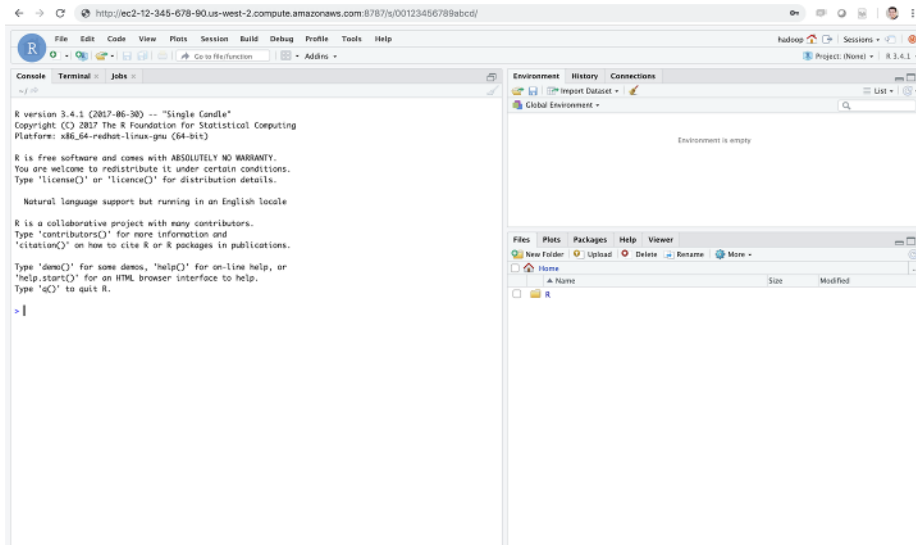 http://ec2-12-345-678-90.us-west-2.compute.amazonaws.com:8787/s/00123456789abcd/
R
File Edit Code View Plots Session Build Debug Profile Tools Help
hadoop
Sessions
Go to file/function
Addins
Project: (None)
R 3.4.1
Console Terminal Jobs
~/
R version 3.4.1 (2017-06-30) -- "Single Candle"
Copyright (C) 2017 The R Foundation for Statistical Computing
Platform: x86_64-redhat-linux-gnu (64-bit)
R is free software and comes with ABSOLUTELY NO WARRANTY.
You are welcome to redistribute it under certain conditions.
Type 'license()' or 'licence()' for distribution details.
Natural language support but running in an English locale
R is a collaborative project with many contributors.
Type 'contributors()' for more information and
'citation()' on how to cite R or R packages in publications.
Type 'demo()' for some demos, 'help()' for on-line help, or
'help.start()' for an HTML browser interface to help.
Type 'q()' to quit R.
>
Environment History Connections
Import Dataset
List
Global Environment
Environment is empty
Files Plots Packages Help Viewer
New Folder Upload Delete Rename More
Home
Name Size Modified
R